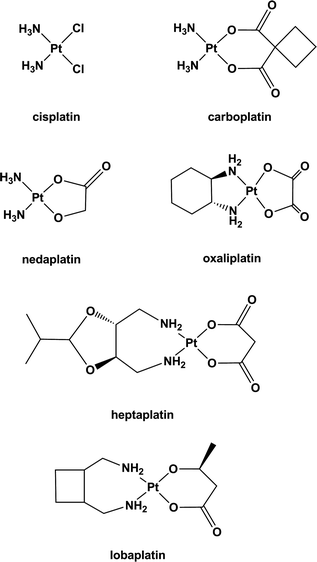 H3N Cl
Pt
H3N Cl
cisplatin
O
H3N O
Pt
H3N O
O
carboplatin
H3N O O
Pt
H3N O
nedaplatin
H2
N O O
Pt
N O O
H2
oxaliplatin
O NH2 O O
Pt
O NH2 O O
heptaplatin
NH2 O
Pt
NH2 O
O
lobaplatin